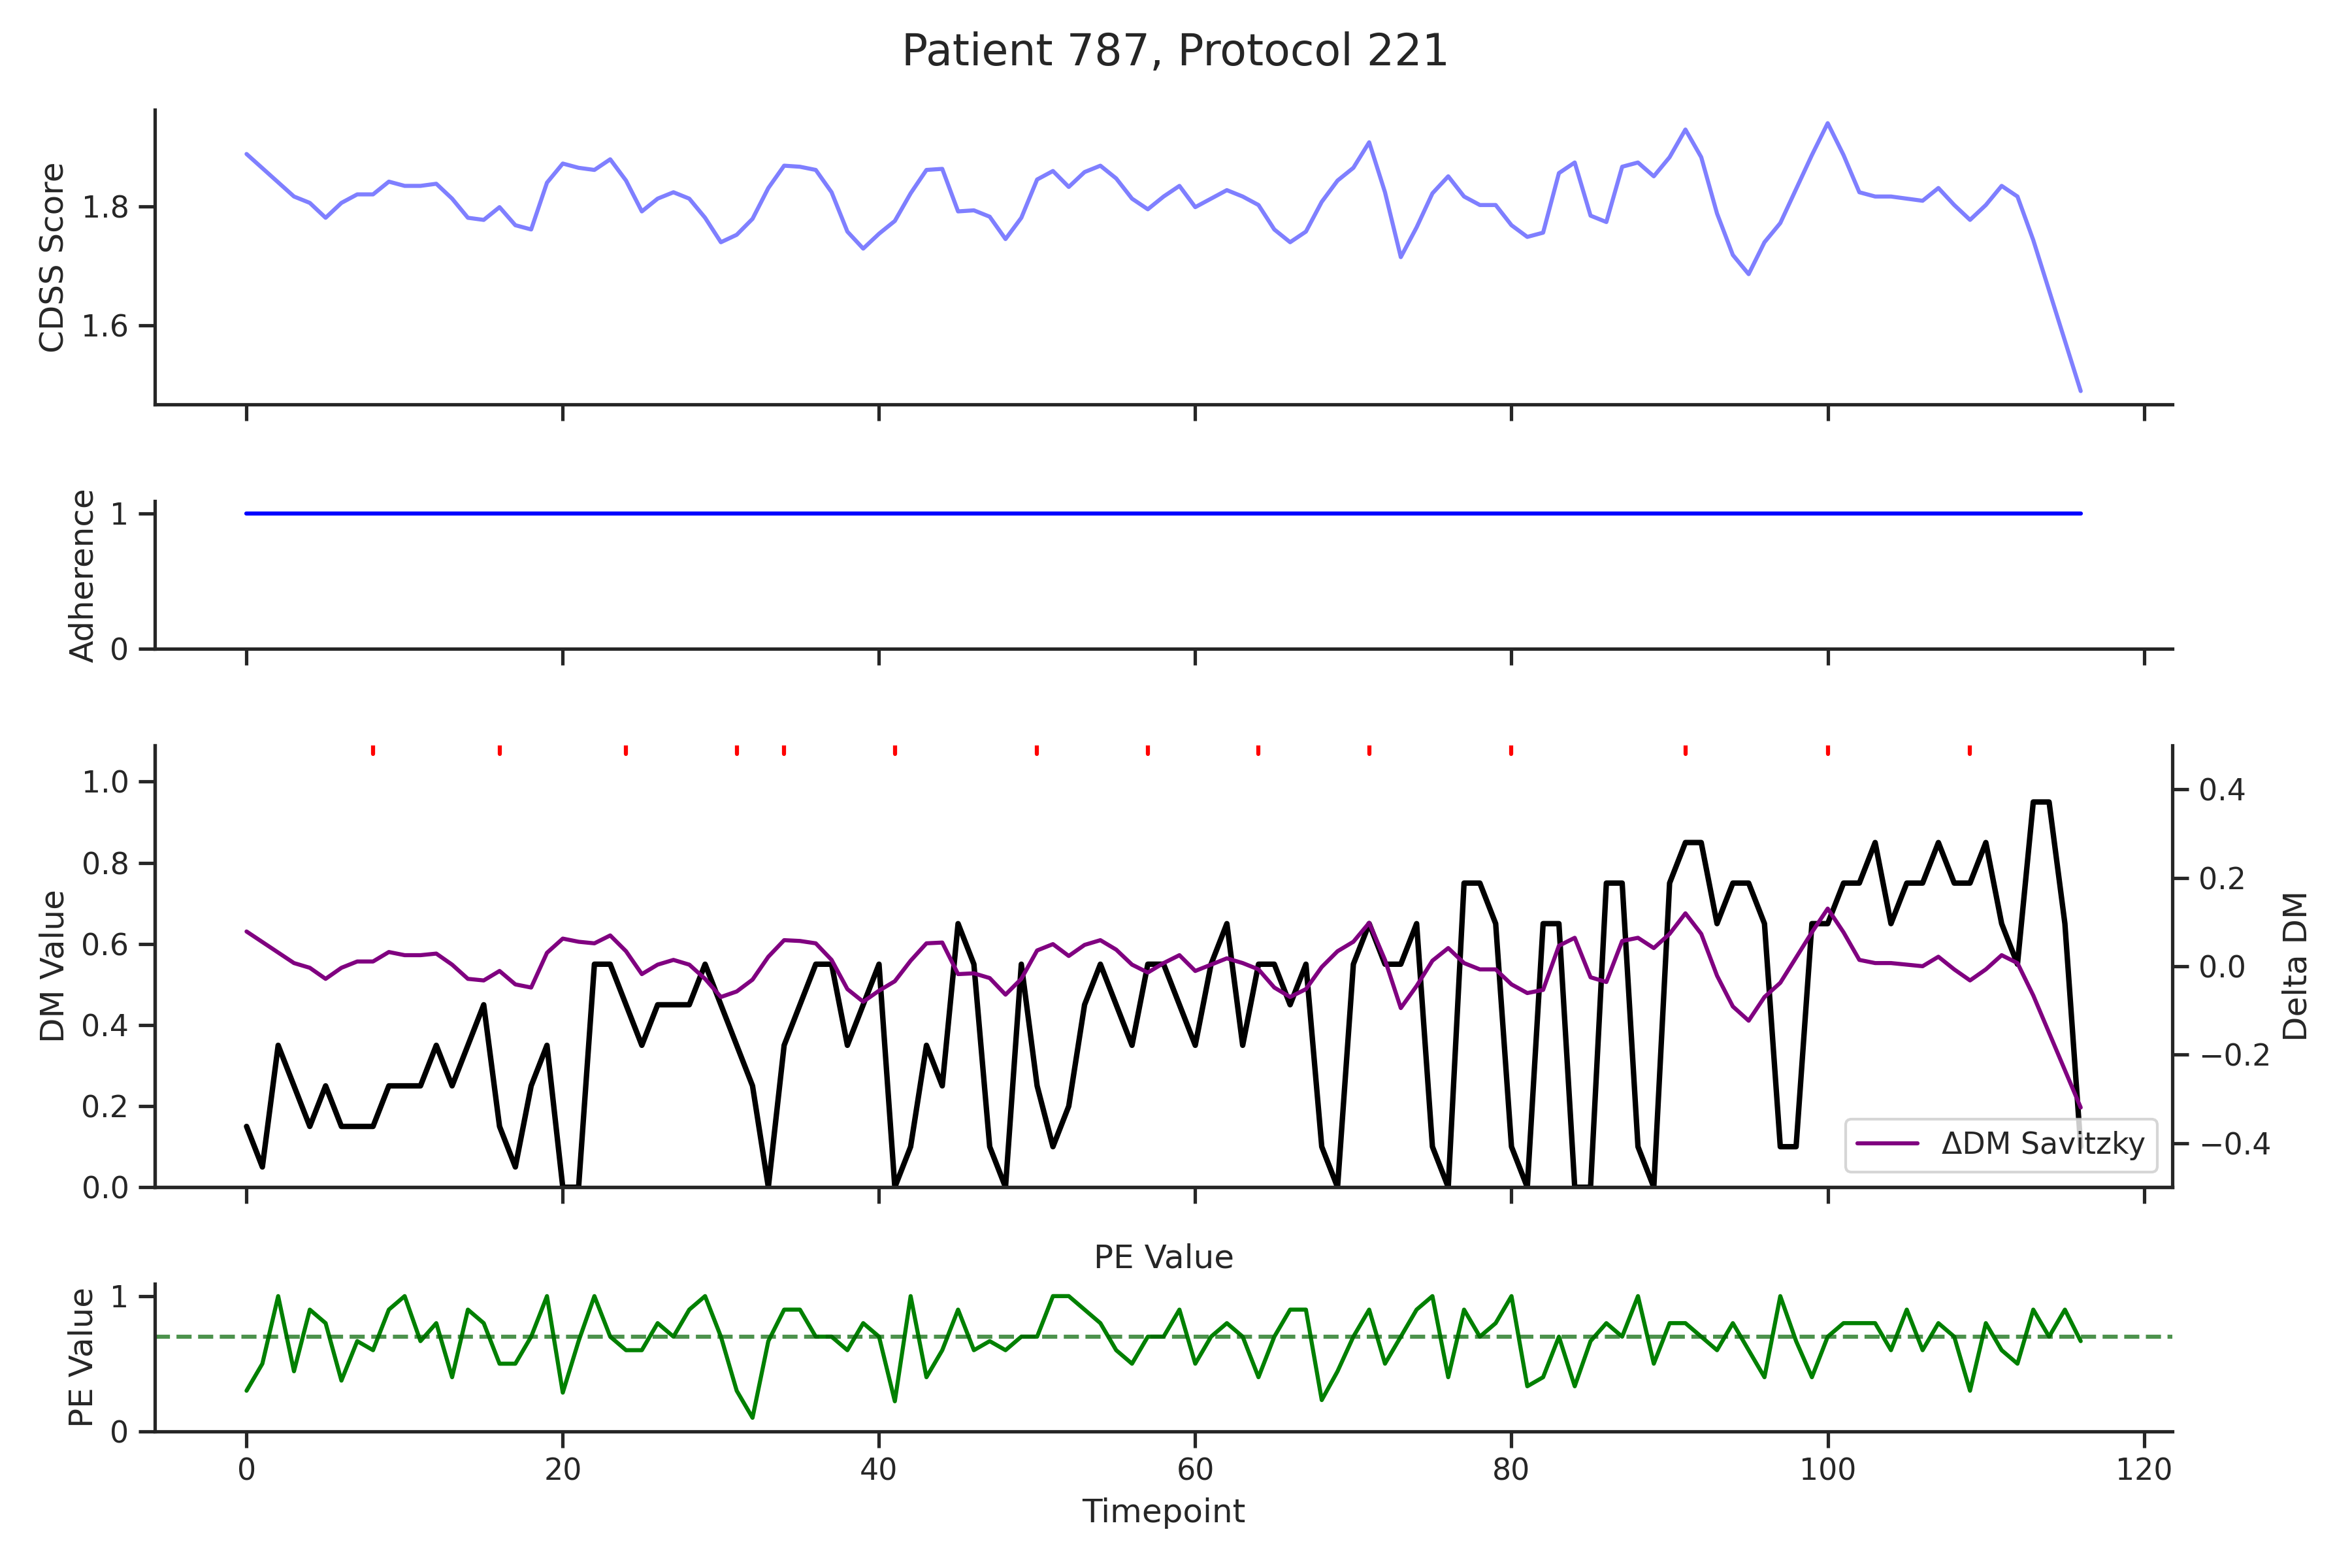 Patient 787, Protocol 221
CDSS Score
1.8
1.6
Adherence
1
0
DM Value
1.0
0.8
0.6
0.4
0.2
0.0
0.4
0.2
0.0
−0.2
−0.4
Delta DM
ΔDM Savitzky
PE Value
PE Value
1
0
0 20 40 60 80 100 120
Timepoint